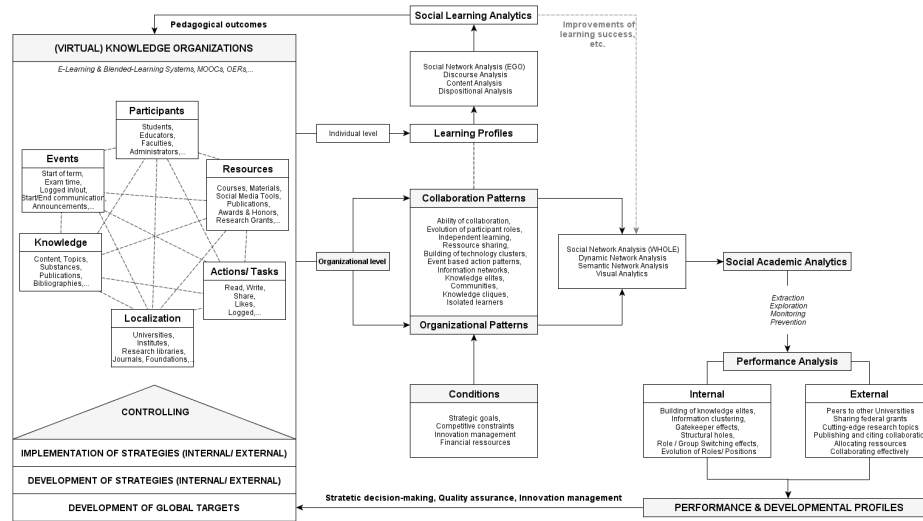 Social Learning Analytics
Pedagogical outcomes
Improvements of
learning success,
etc.
(VIRTUAL) KNOWLEDGE ORGANIZATIONS
E-Learning & Blended-Learning Systems, MOOCs, OERs,...
Social Network Analysis (EGO)
Discourse Analysis
Content Analysis
Dispositional Analysis
Participants
Students,
Educators,
Faculties,
Administrators,...
Individual level
Learning Profiles
Events
Start of term,
Exam time,
Logged in/out,
Start/End communication,
Announcements,...
Resources
Courses, Materials,
Social Media Tools,
Publications,
Awards & Honors,
Research Grants,...
Collaboration Patterns
Ability of collaboration,
Evolution of participant roles,
Independent learning,
Ressource sharing,
Building of technology clusters,
Event based action patterns,
Information networks,
Knowledge elites,
Communities,
Knowledge cliques,
Isolated learners
Organizational Patterns
Knowledge
Content, Topics,
Substances,
Publications,
Bibliographies,...
Organizational level
Social Network Analysis (WHOLE)
Dynamic Network Analysis
Semantic Network Analysis
Visual Analytics
Social Academic Analytics
Actions/ Tasks
Read, Write,
Share,
Likes,
Logged,...
Localization
Universities,
Institutes,
Research libraries,
Journals, Foundations,...
Extraction
Exploration
Monitoring
Prevention
Performance Analysis
Conditions
Strategic goals,
Competitive constraints
Innovation management
Financial ressources
Internal
Building of knowledge elites,
Information clustering,
Gatekeeper effects,
Structural holes,
Role / Group Switching effects,
Evolution of Roles/ Positions
External
Peers to other Universities
Sharing federal grants
Cutting-edge research topics
Publishing and citing collaboration
Allocating ressources
Collaborating effectively
CONTROLLING
IMPLEMENTATION OF STRATEGIES (INTERNAL/ EXTERNAL)
DEVELOPMENT OF STRATEGIES (INTERNAL/ EXTERNAL)
DEVELOPMENT OF GLOBAL TARGETS
Stratetic decision-making, Quality assurance, Innovation management
PERFORMANCE & DEVELOPMENTAL PROFILES